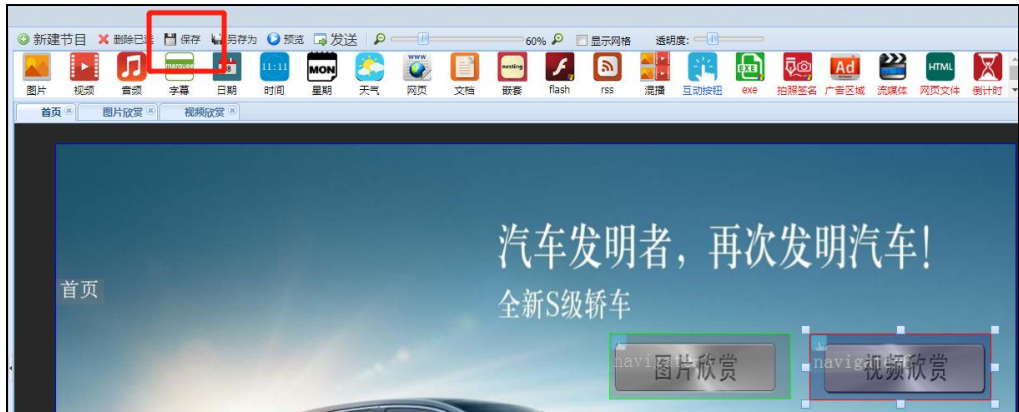 新建节目 删除已选 保存 另存为 预览 发送 60% 显示网格 透明度:
marquee 8 11:11 MON WWW nesting EXE Ad HTML
图片 视频 音频 字幕 日期 时间 星期 天气 网页 文档 嵌套 flash rss 混播 互动按钮 exe 拍照签名 广告区域 流媒体 网页文件 倒计时
首页 图片欣赏 视频欣赏
汽车发明者，再次发明汽车！
首页
全新S级轿车
图片欣赏 视频欣赏